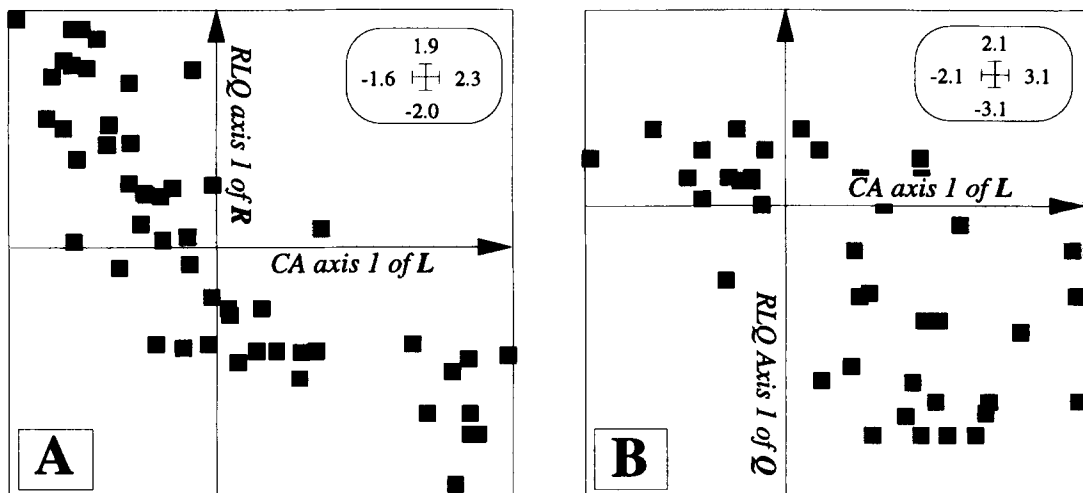 1.9
-1.6 2.3
-2.0
RLQ axis 1 of R
CA axis 1 of L
A
2.1
-2.1 3.1
-3.1
CA axis 1 of L
RLQ Axis 1 of Q
B